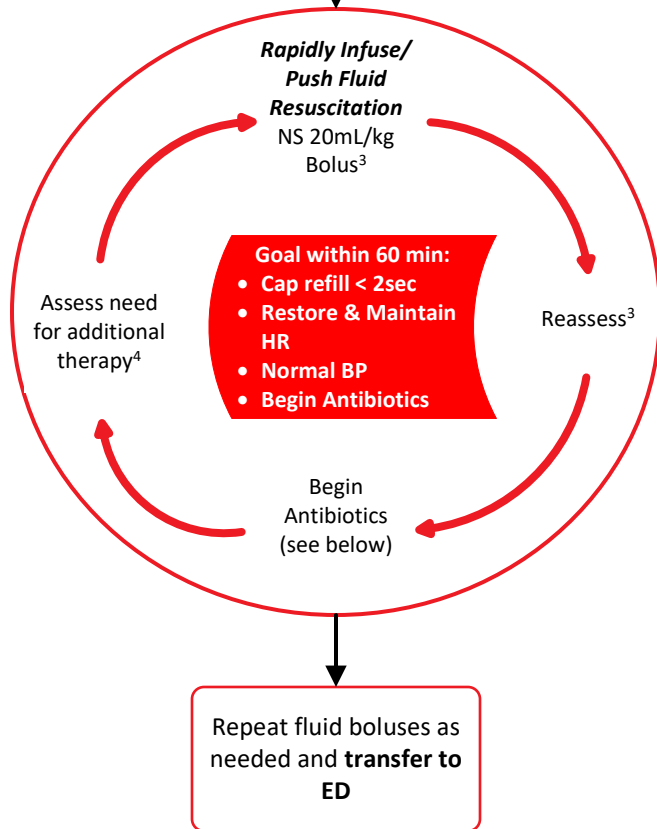 Rapidly Infuse/
Push Fluid
Resuscitation
NS 20mL/kg
Bolus³
Reassess³
Begin
Antibiotics
(see below)
Assess need
for additional
therapy⁴
Goal within 60 min:
• Cap refill < 2sec
• Restore & Maintain
HR
• Normal BP
• Begin Antibiotics
Repeat fluid boluses as
needed and transfer to
ED